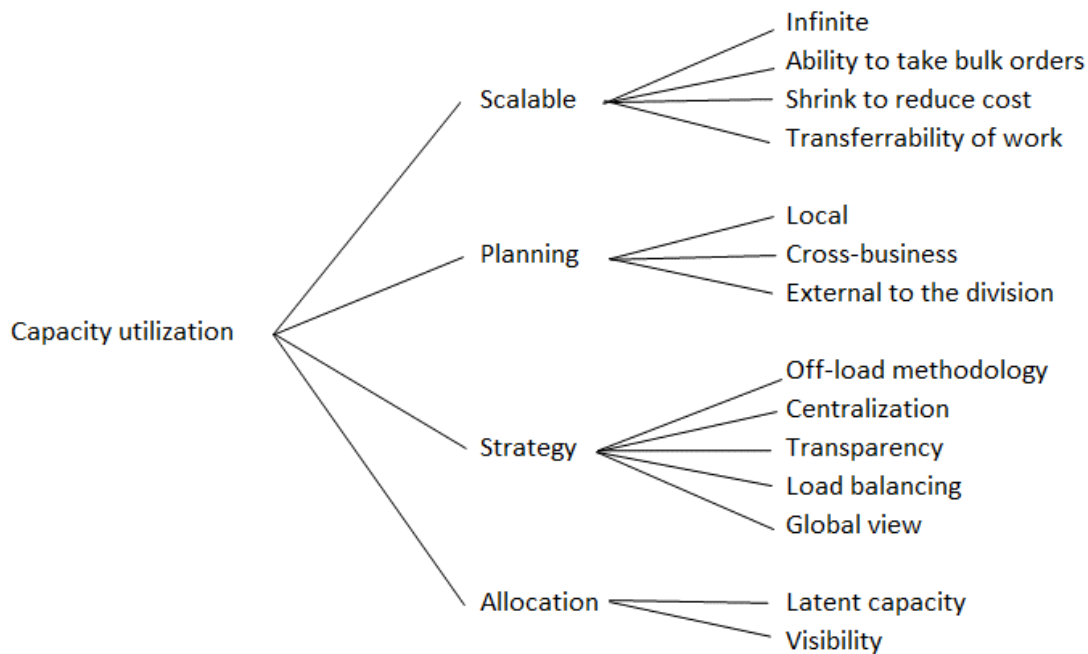 Capacity utilization
Scalable
Infinite
Ability to take bulk orders
Shrink to reduce cost
Transferrability of work
Planning
Local
Cross-business
External to the division
Strategy
Off-load methodology
Centralization
Transparency
Load balancing
Global view
Allocation
Latent capacity
Visibility